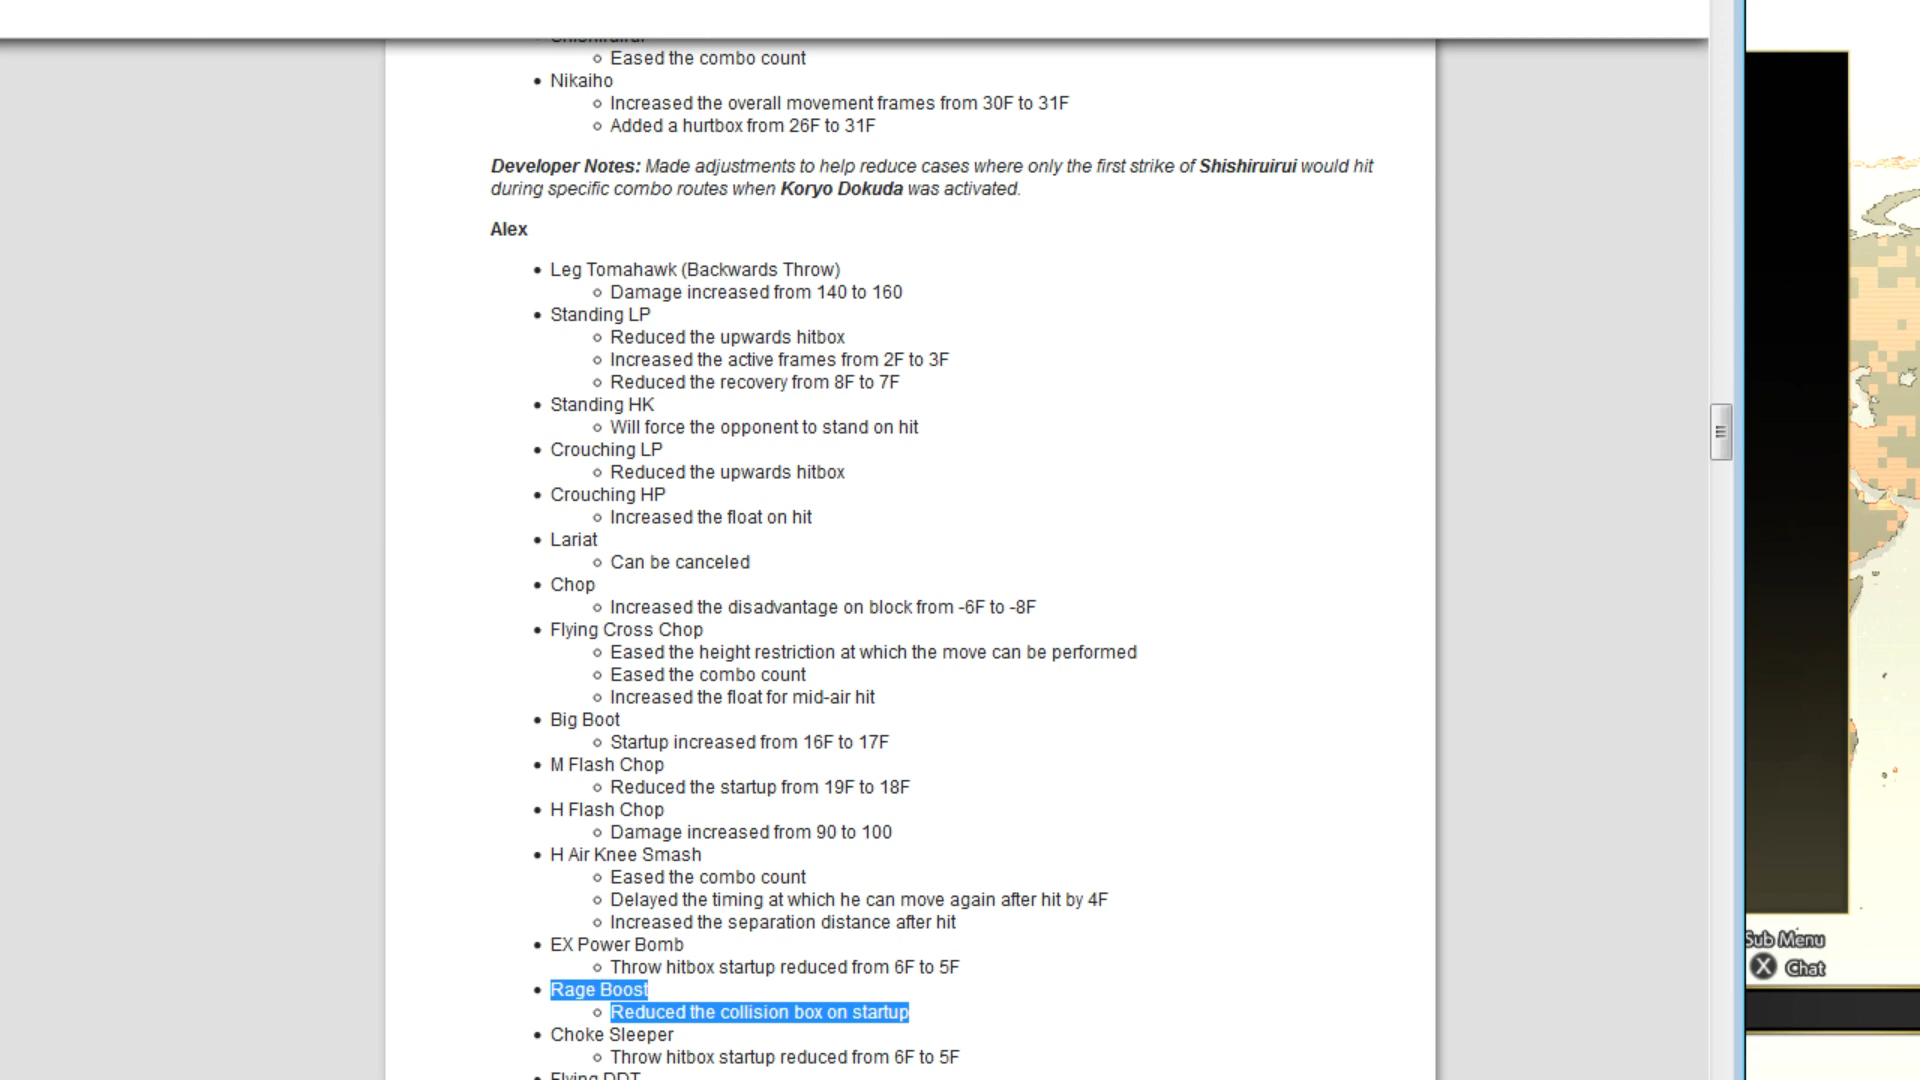 Eased the combo count
Nikaiho
Increased the overall movement frames from 30F to 31F
Added a hurtbox from 26F to 31F
Developer Notes: Made adjustments to help reduce cases where only the first strike of Shishiruirui would hit
during specific combo routes when Koryo Dokuda was activated.
Alex
Leg Tomahawk (Backwards Throw)
Damage increased from 140 to 160
Standing LP
Reduced the upwards hitbox
Increased the active frames from 2F to 3F
Reduced the recovery from 8F to 7F
Standing HK
Will force the opponent to stand on hit
Crouching LP
Reduced the upwards hitbox
Crouching HP
Increased the float on hit
Lariat
Can be canceled
Chop
Increased the disadvantage on block from -6F to -8F
Flying Cross Chop
Eased the height restriction at which the move can be performed
Eased the combo count
Increased the float for mid-air hit
Big Boot
Startup increased from 16F to 17F
M Flash Chop
Reduced the startup from 19F to 18F
H Flash Chop
Damage increased from 90 to 100
H Air Knee Smash
Eased the combo count
Delayed the timing at which he can move again after hit by 4F
Increased the separation distance after hit
EX Power Bomb
Throw hitbox startup reduced from 6F to 5F
Rage Boost
Reduced the collision box on startup
Choke Sleeper
Throw hitbox startup reduced from 6F to 5F
Flying DDT
Sub Menu
X Chat